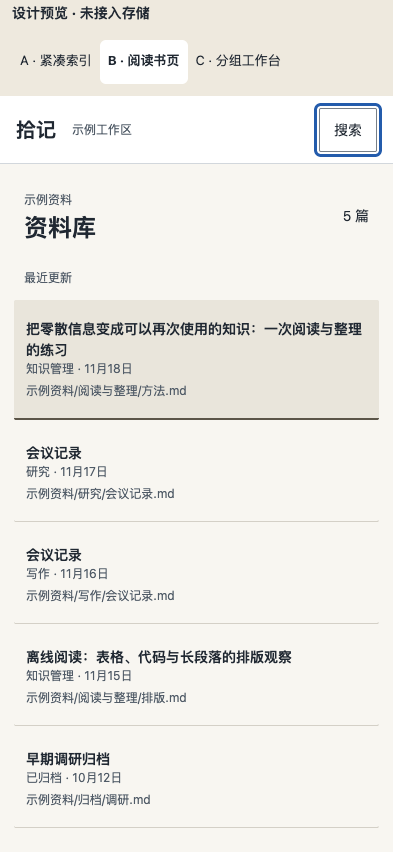 设计预览 · 未接入存储
A · 紧凑索引 B · 阅读书页 C · 分组工作台
拾记 示例工作区 搜索
示例资料
资料库 5 篇
最近更新
把零散信息变成可以再次使用的知识：一次阅读与整理
的练习
知识管理 · 11月18日
示例资料/阅读与整理/方法.md
会议记录
研究 · 11月17日
示例资料/研究/会议记录.md
会议记录
写作 · 11月16日
示例资料/写作/会议记录.md
离线阅读：表格、代码与长段落的排版观察
知识管理 · 11月15日
示例资料/阅读与整理/排版.md
早期调研归档
已归档 · 10月12日
示例资料/归档/调研.md